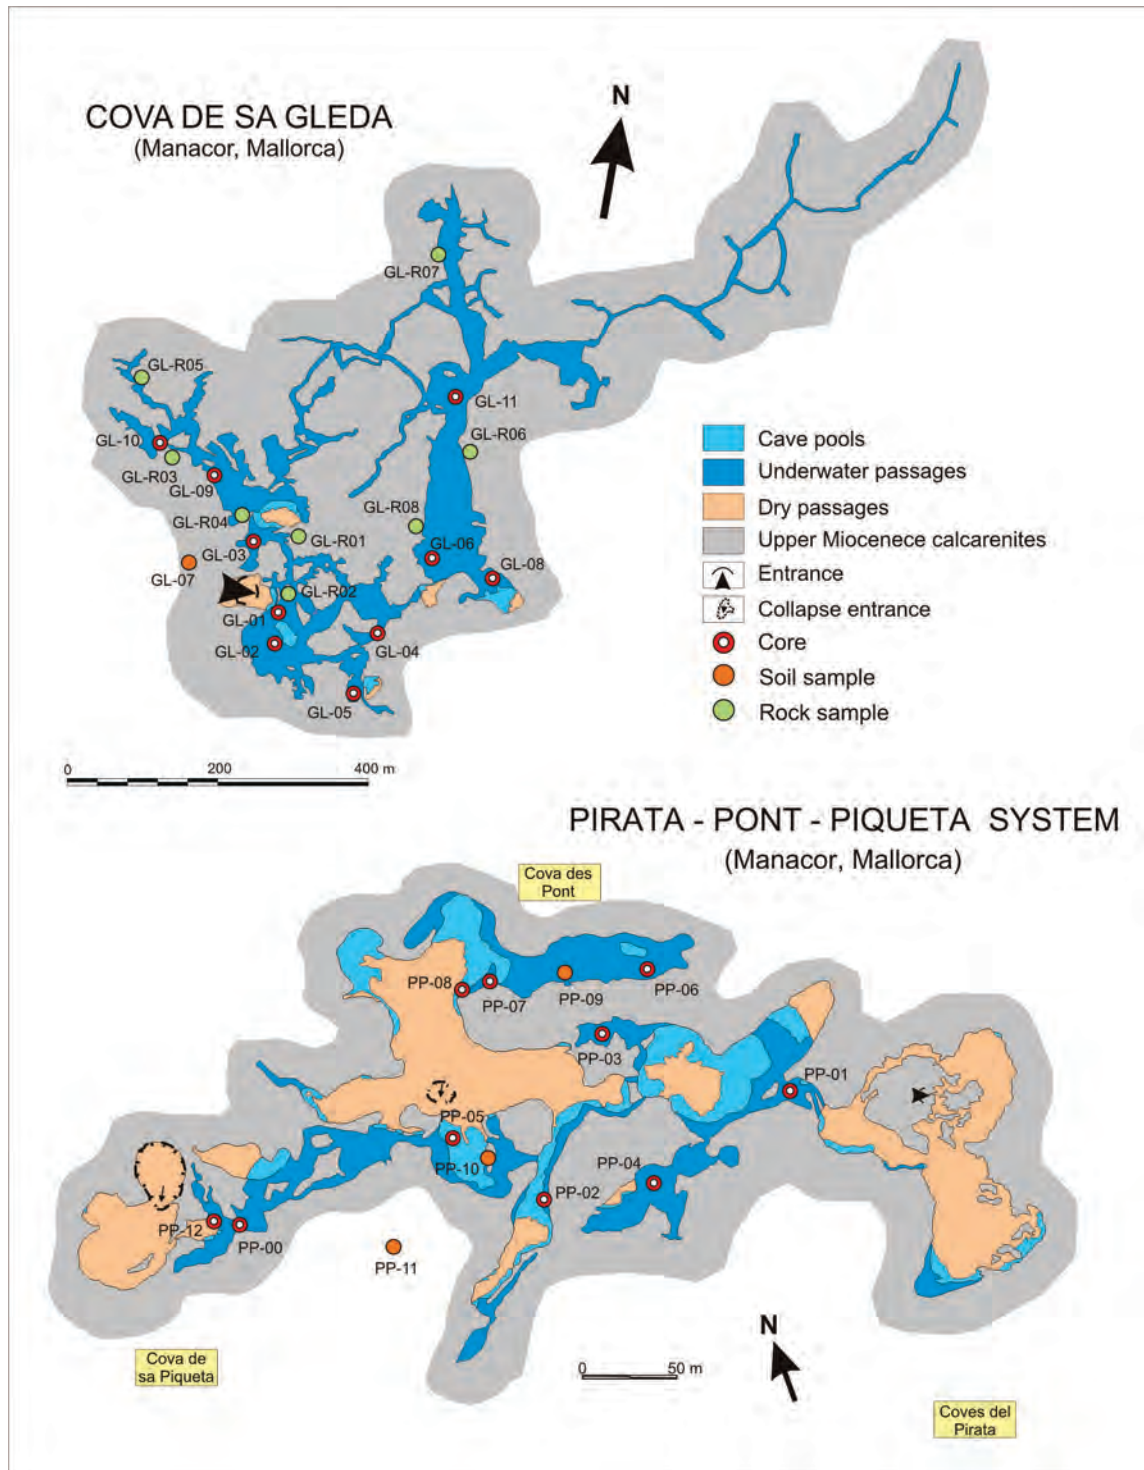 COVA DE SA GLEDA
(Manacor, Mallorca)
N
GL-R07
GL-R05
GL-11
GL-10
GL-R06
GL-R03
GL-09
GL-R08
GL-R04
GL-R01
GL-03
GL-06
GL-08
GL-07
GL-R02
GL-01
GL-02
GL-04
GL-05
Cave pools
Underwater passages
Dry passages
Upper Miocenece calcarenites
Entrance
Collapse entrance
Core
Soil sample
Rock sample
0 200 400 m
PIRATA - PONT - PIQUETA SYSTEM
(Manacor, Mallorca)
Cova des
Pont
PP-08
PP-07
PP-09
PP-06
PP-03
PP-01
PP-05
PP-10
PP-04
PP-02
PP-12
PP-00
PP-11
N
Cova de
sa Piqueta
0 50 m
Coves del
Pirata